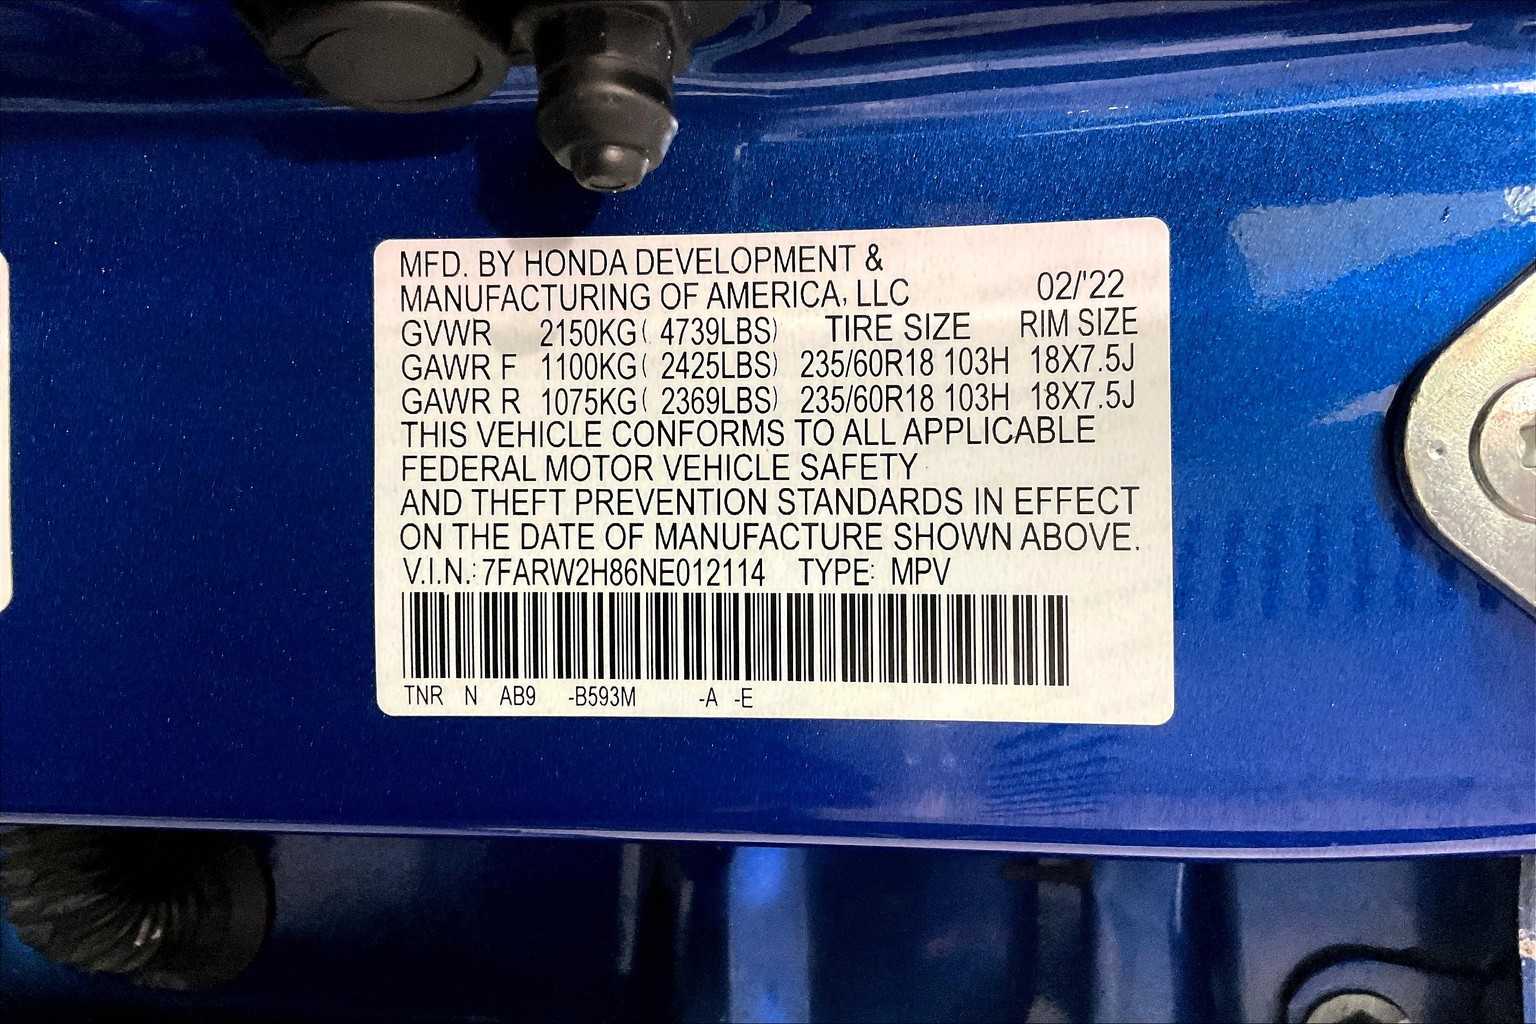 MFD. BY HONDA DEVELOPMENT &
MANUFACTURING OF AMERICA, LLC 02/'22
GVWR 2150KG( 4739LBS) TIRE SIZE RIM SIZE
GAWR F 1100KG( 2425LBS) 235/60R18 103H 18X7.5J
GAWR R 1075KG( 2369LBS) 235/60R18 103H 18X7.5J
THIS VEHICLE CONFORMS TO ALL APPLICABLE
FEDERAL MOTOR VEHICLE SAFETY
AND THEFT PREVENTION STANDARDS IN EFFECT
ON THE DATE OF MANUFACTURE SHOWN ABOVE.
V.I.N.: 7FARW2H86NE012114 TYPE: MPV
TNR N AB9 -B593M -A -E